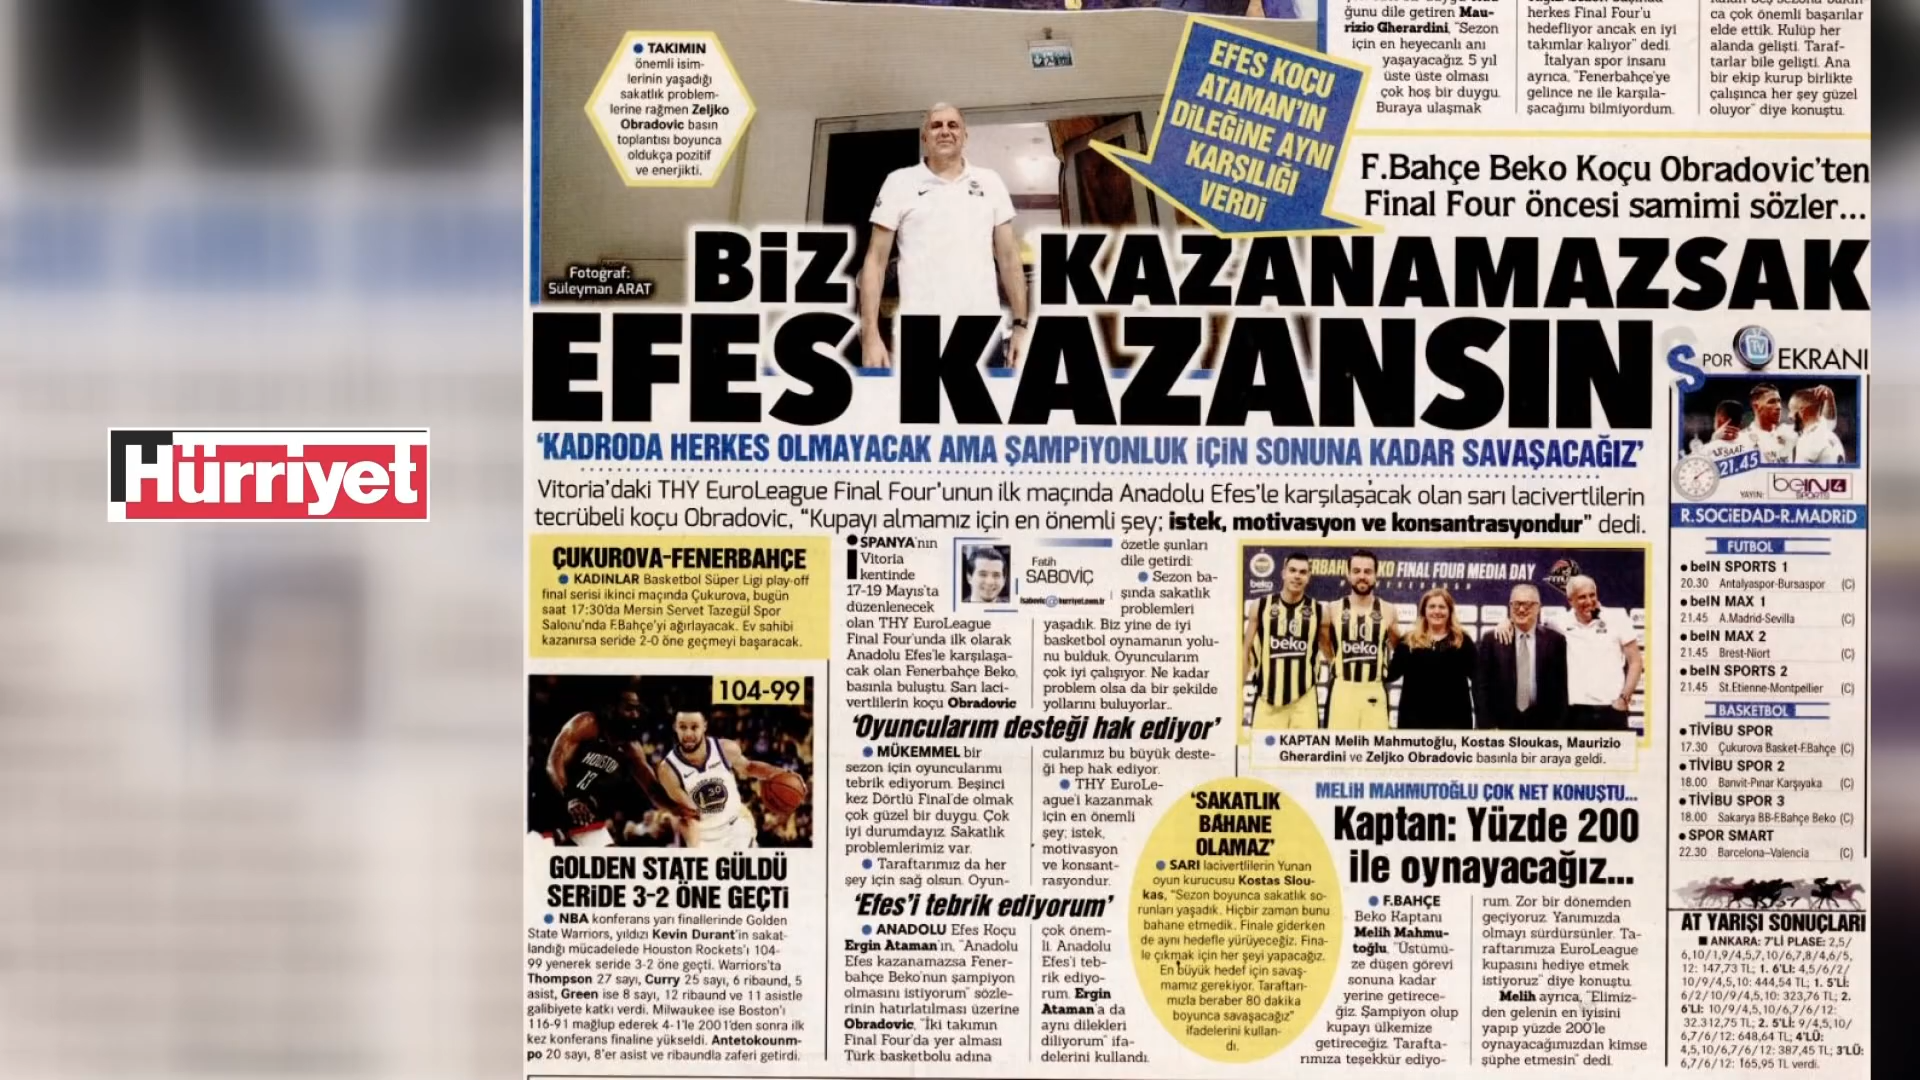 Hürriyet
● TAKIMIN
önemli isim-
lerinin yaşadığı
sakatlık problem-
lerine rağmen Zeljko
Obradovic basın
toplantısı boyunca
oldukça pozitif
ve enerjikti.
Fotoğraf:
Süleyman ARAT
EFES KOÇU
ATAMAN'IN
DİLEĞİNE AYNI
KARŞILIĞI
VERDİ
ğunu dile getiren Mau-
rizio Gherardini, "Sezon
için en heyecanlı anı
yaşayacağız. 5 yıl
üste üste olması
çok hoş bir duygu.
Buraya ulaşmak
herkes Final Four'u
hedefliyor ancak en iyi
takımlar kalıyor" dedi.
İtalyan spor insanı
ayrıca, "Fenerbahçe'ye
gelince ne ile karşıla-
şacağımı bilmiyordum.
ca çok önemli başarılar
elde ettik. Kulüp her
alanda gelişti. Taraf-
tarlar bile gelişti. Ana
bir ekip kurup birlikte
çalışınca her şey güzel
oluyor" diye konuştu.
F.Bahçe Beko Koçu Obradovic'ten
Final Four öncesi samimi sözler...
BİZ KAZANAMAZSAK
EFES KAZANSIN
'KADRODA HERKES OLMAYACAK AMA ŞAMPİYONLUK İÇİN SONUNA KADAR SAVAŞACAĞIZ'
Vitoria'daki THY EuroLeague Final Four'unun ilk maçında Anadolu Efes'le karşılaşacak olan sarı lacivertlilerin
tecrübeli koçu Obradovic, "Kupayı almamız için en önemli şey; istek, motivasyon ve konsantrasyondur" dedi.
ÇUKUROVA-FENERBAHÇE
● KADINLAR Basketbol Süper Ligi play-off
final serisi ikinci maçında Çukurova, bugün
saat 17:30'da Mersin Servet Tazegül Spor
Salonu'nda F.Bahçe'yi ağırlayacak. Ev sahibi
kazanırsa seride 2-0 öne geçmeyi başaracak.
104-99
HOUSTON
13
30
GOLDEN STATE GÜLDÜ
SERİDE 3-2 ÖNE GEÇTİ
● NBA konferans yarı finallerinde Golden
State Warriors, yıldızı Kevin Durant'in sakat-
landığı mücadelede Houston Rockets'ı 104-
99 yenerek seride 3-2 öne geçti. Warriors'ta
Thompson 27 sayı, Curry 25 sayı, 6 ribaund, 5
asist, Green ise 8 sayı, 12 ribaund ve 11 asistle
galibiyete katkı verdi. Milwaukee ise Boston'ı
116-91 mağlup ederek 4-1'le 2001'den sonra ilk
kez konferans finaline yükseldi. Antetokounm-
po 20 sayı, 8'er asist ve ribaundla zaferi getirdi.
İSPANYA'nın
Vitoria
kentinde
17-19 Mayıs'ta
düzenlenecek
olan THY EuroLeague
Final Four'unda ilk olarak
Anadolu Efes'le karşılaşa-
cak olan Fenerbahçe Beko,
basınla buluştu. Sarı laci-
vertlilerin koçu Obradovic
Fatih
SABOVİÇ
fsabovic@hurriyet.com.tr
özetle şunları
dile getirdi:
● Sezon ba-
şında sakatlık
problemleri
yaşadık. Biz yine de iyi
basketbol oynamanın yolu-
nu bulduk. Oyuncularım
çok iyi çalışıyor. Ne kadar
problem olsa da bir şekilde
yollarını buluyorlar..
'Oyuncularım desteği hak ediyor'
● MÜKEMMEL bir
sezon için oyuncularımı
tebrik ediyorum. Beşinci
kez Dörtlü Final'de olmak
çok güzel bir duygu. Çok
iyi durumdayız. Sakatlık
problemlerimiz var.
● Taraftarımız da her
şey için sağ olsun. Oyun-
cularımız bu büyük deste-
ği hep hak ediyor.
● THY EuroLe-
ague'i kazanmak
için en önemli
şey; istek,
motivasyon
ve konsant-
rasyondur.
'Efes'i tebrik ediyorum'
● ANADOLU Efes Koçu
Ergin Ataman'ın, "Anadolu
Efes kazanamazsa Fener-
bahçe Beko'nun şampiyon
olmasını istiyorum" sözle-
rinin hatırlatılması üzerine
Obradovic, "İki takımın
Final Four'da yer alması
Türk basketbolu adına
çok önem-
li. Anadolu
Efes'i teb-
rik ediyo-
rum. Ergin
Ataman'a da
aynı dilekleri
diliyorum" ifa-
delerini kullandı.
'SAKATLIK
BAHANE
OLAMAZ'
● SARI lacivertlilerin Yunan
oyun kurucusu Kostas Slou-
kas, "Sezon boyunca sakatlık so-
runları yaşadık. Hiçbir zaman bunu
bahane etmedik. Finale giderken
de aynı hedefle yürüyeceğiz. Fina-
le çıkmak için her şeyi yapacağız.
En büyük hedef için savaş-
mamız gerekiyor. Taraftarı-
mızla beraber 80 dakika
boyunca savaşacağız"
ifadelerini kullan-
dı.
beko
FINAL FOUR MEDIA DAY
beko
beko
● KAPTAN Melih Mahmutoğlu, Kostas Sloukas, Maurizio
Gherardini ve Zeljko Obradovic basınla bir araya geldi.
MELİH MAHMUTOĞLU ÇOK NET KONUŞTU...
Kaptan: Yüzde 200
ile oynayacağız...
● F.BAHÇE
Beko Kaptanı
Melih Mahmu-
toğlu, "Üstümü-
ze düşen görevi
sonuna kadar
yerine getirece-
ğiz. Şampiyon olup
kupayı ülkemize
getireceğiz. Tarafta-
rımıza teşekkür ediyo-
rum. Zor bir dönemden
geçiyoruz. Yanımızda
olmayı sürdürsünler. Ta-
raftarımıza EuroLeague
kupasını hediye etmek
istiyoruz" diye konuştu.
Melih ayrıca, "Elimiz-
den gelenin en iyisini
yapıp yüzde 200'le
oynayacağımızdan kimse
şüphe etmesin" dedi.
SPOR TV EKRANI
SAAT:
21.45
YAYIN: beIN SPORTS 4
R.SOCİEDAD-R.MADRİD
FUTBOL
● beIN SPORTS 1
20.30 Antalyaspor-Bursaspor (C)
● beIN MAX 1
21.45 A.Madrid-Sevilla (C)
● beIN MAX 2
21.45 Brest-Niort (C)
● beIN SPORTS 2
21.45 St.Etienne-Montpellier (C)
BASKETBOL
● TİVİBU SPOR
17.30 Çukurova Basket-F.Bahçe (C)
● TİVİBU SPOR 2
18.00 Banvit-Pınar Karşıyaka (C)
● TİVİBU SPOR 3
18.00 Sakarya BB-F.Bahçe Beko (C)
● SPOR SMART
22.30 Barcelona–Valencia (C)
AT YARIŞI SONUÇLARI
■ ANKARA: 7'Lİ PLASE: 2,5/
6,10/1,9/4,5,7,10/6,7,8/4,6/5,
12: 147,73 TL; 1. 6'LI: 4,5/6/2/
10/9/4,5,10: 444,54 TL; 1. 5'Lİ:
6/2/10/9/4,5,10: 323,76 TL; 2.
6'LI: 10/9/4,5,10/6,7/6/12:
32.312,75 TL; 2. 5'Lİ: 9/4,5,10/
6,7/6/12: 648,64 TL; 4'LÜ:
4,5,10/6,7/6/12: 387,45 TL; 3'LÜ:
6,7/6/12: 165,95 TL verdi.